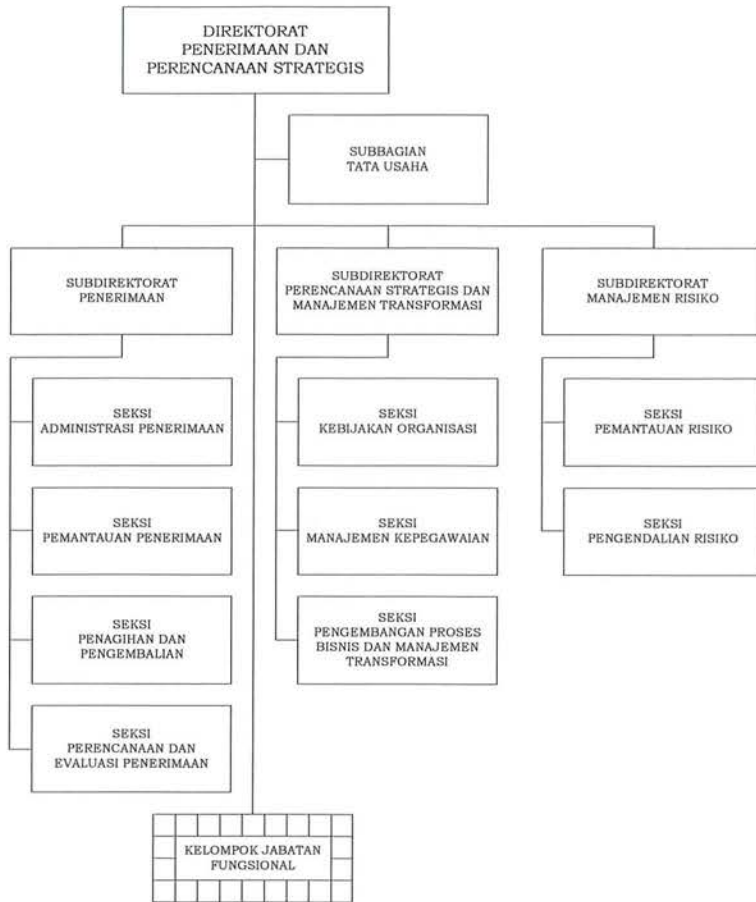 DIREKTORAT
PENERIMAAN DAN
PERENCANAAN STRATEGIS
SUBBAGIAN
TATA USAHA
SUBDIREKTORAT
PENERIMAAN
SUBDIREKTORAT
PERENCANAAN STRATEGIS DAN
MANAJEMEN TRANSFORMASI
SUBDIREKTORAT
MANAJEMEN RISIKO
SEKSI
ADMINISTRASI PENERIMAAN
SEKSI
KEBIJAKAN ORGANISASI
SEKSI
PEMANTAUAN RISIKO
SEKSI
PEMANTAUAN PENERIMAAN
SEKSI
MANAJEMEN KEPEGAWAIAN
SEKSI
PENGENDALIAN RISIKO
SEKSI
PENAGIHAN DAN
PENGEMBALIAN
SEKSI
PENGEMBANGAN PROSES
BISNIS DAN MANAJEMEN
TRANSFORMASI
SEKSI
PERENCANAAN DAN
EVALUASI PENERIMAAN
KELOMPOK JABATAN
FUNGSIONAL